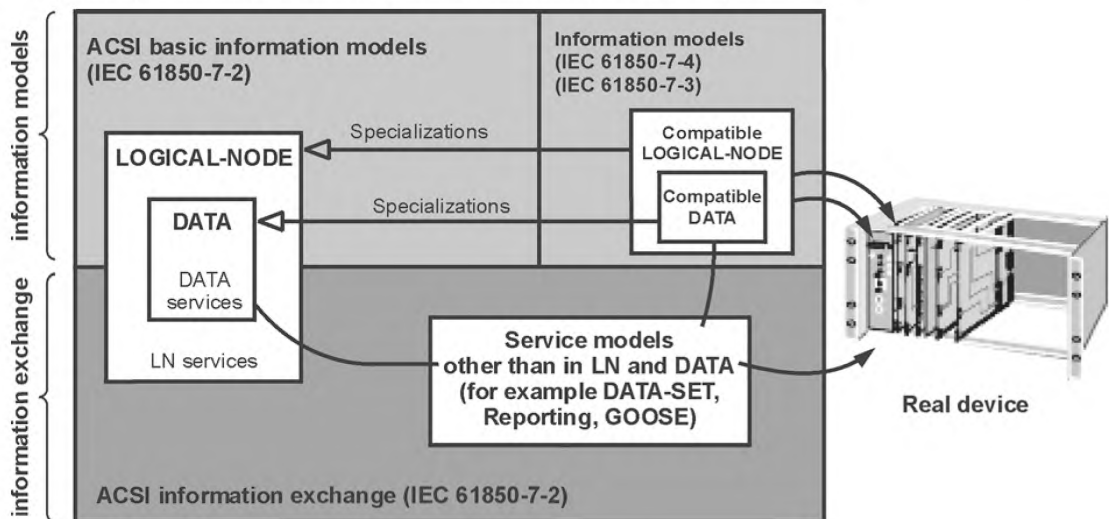 information models
ACSI basic information models
(IEC 61850-7-2)
Information models
(IEC 61850-7-4)
(IEC 61850-7-3)
Specializations
Compatible
LOGICAL-NODE
LOGICAL-NODE
Specializations
Compatible
DATA
DATA
DATA
services
LN services
information exchange
Service models
other than in LN and DATA
(for example DATA-SET,
Reporting, GOOSE)
Real device
ACSI information exchange (IEC 61850-7-2)